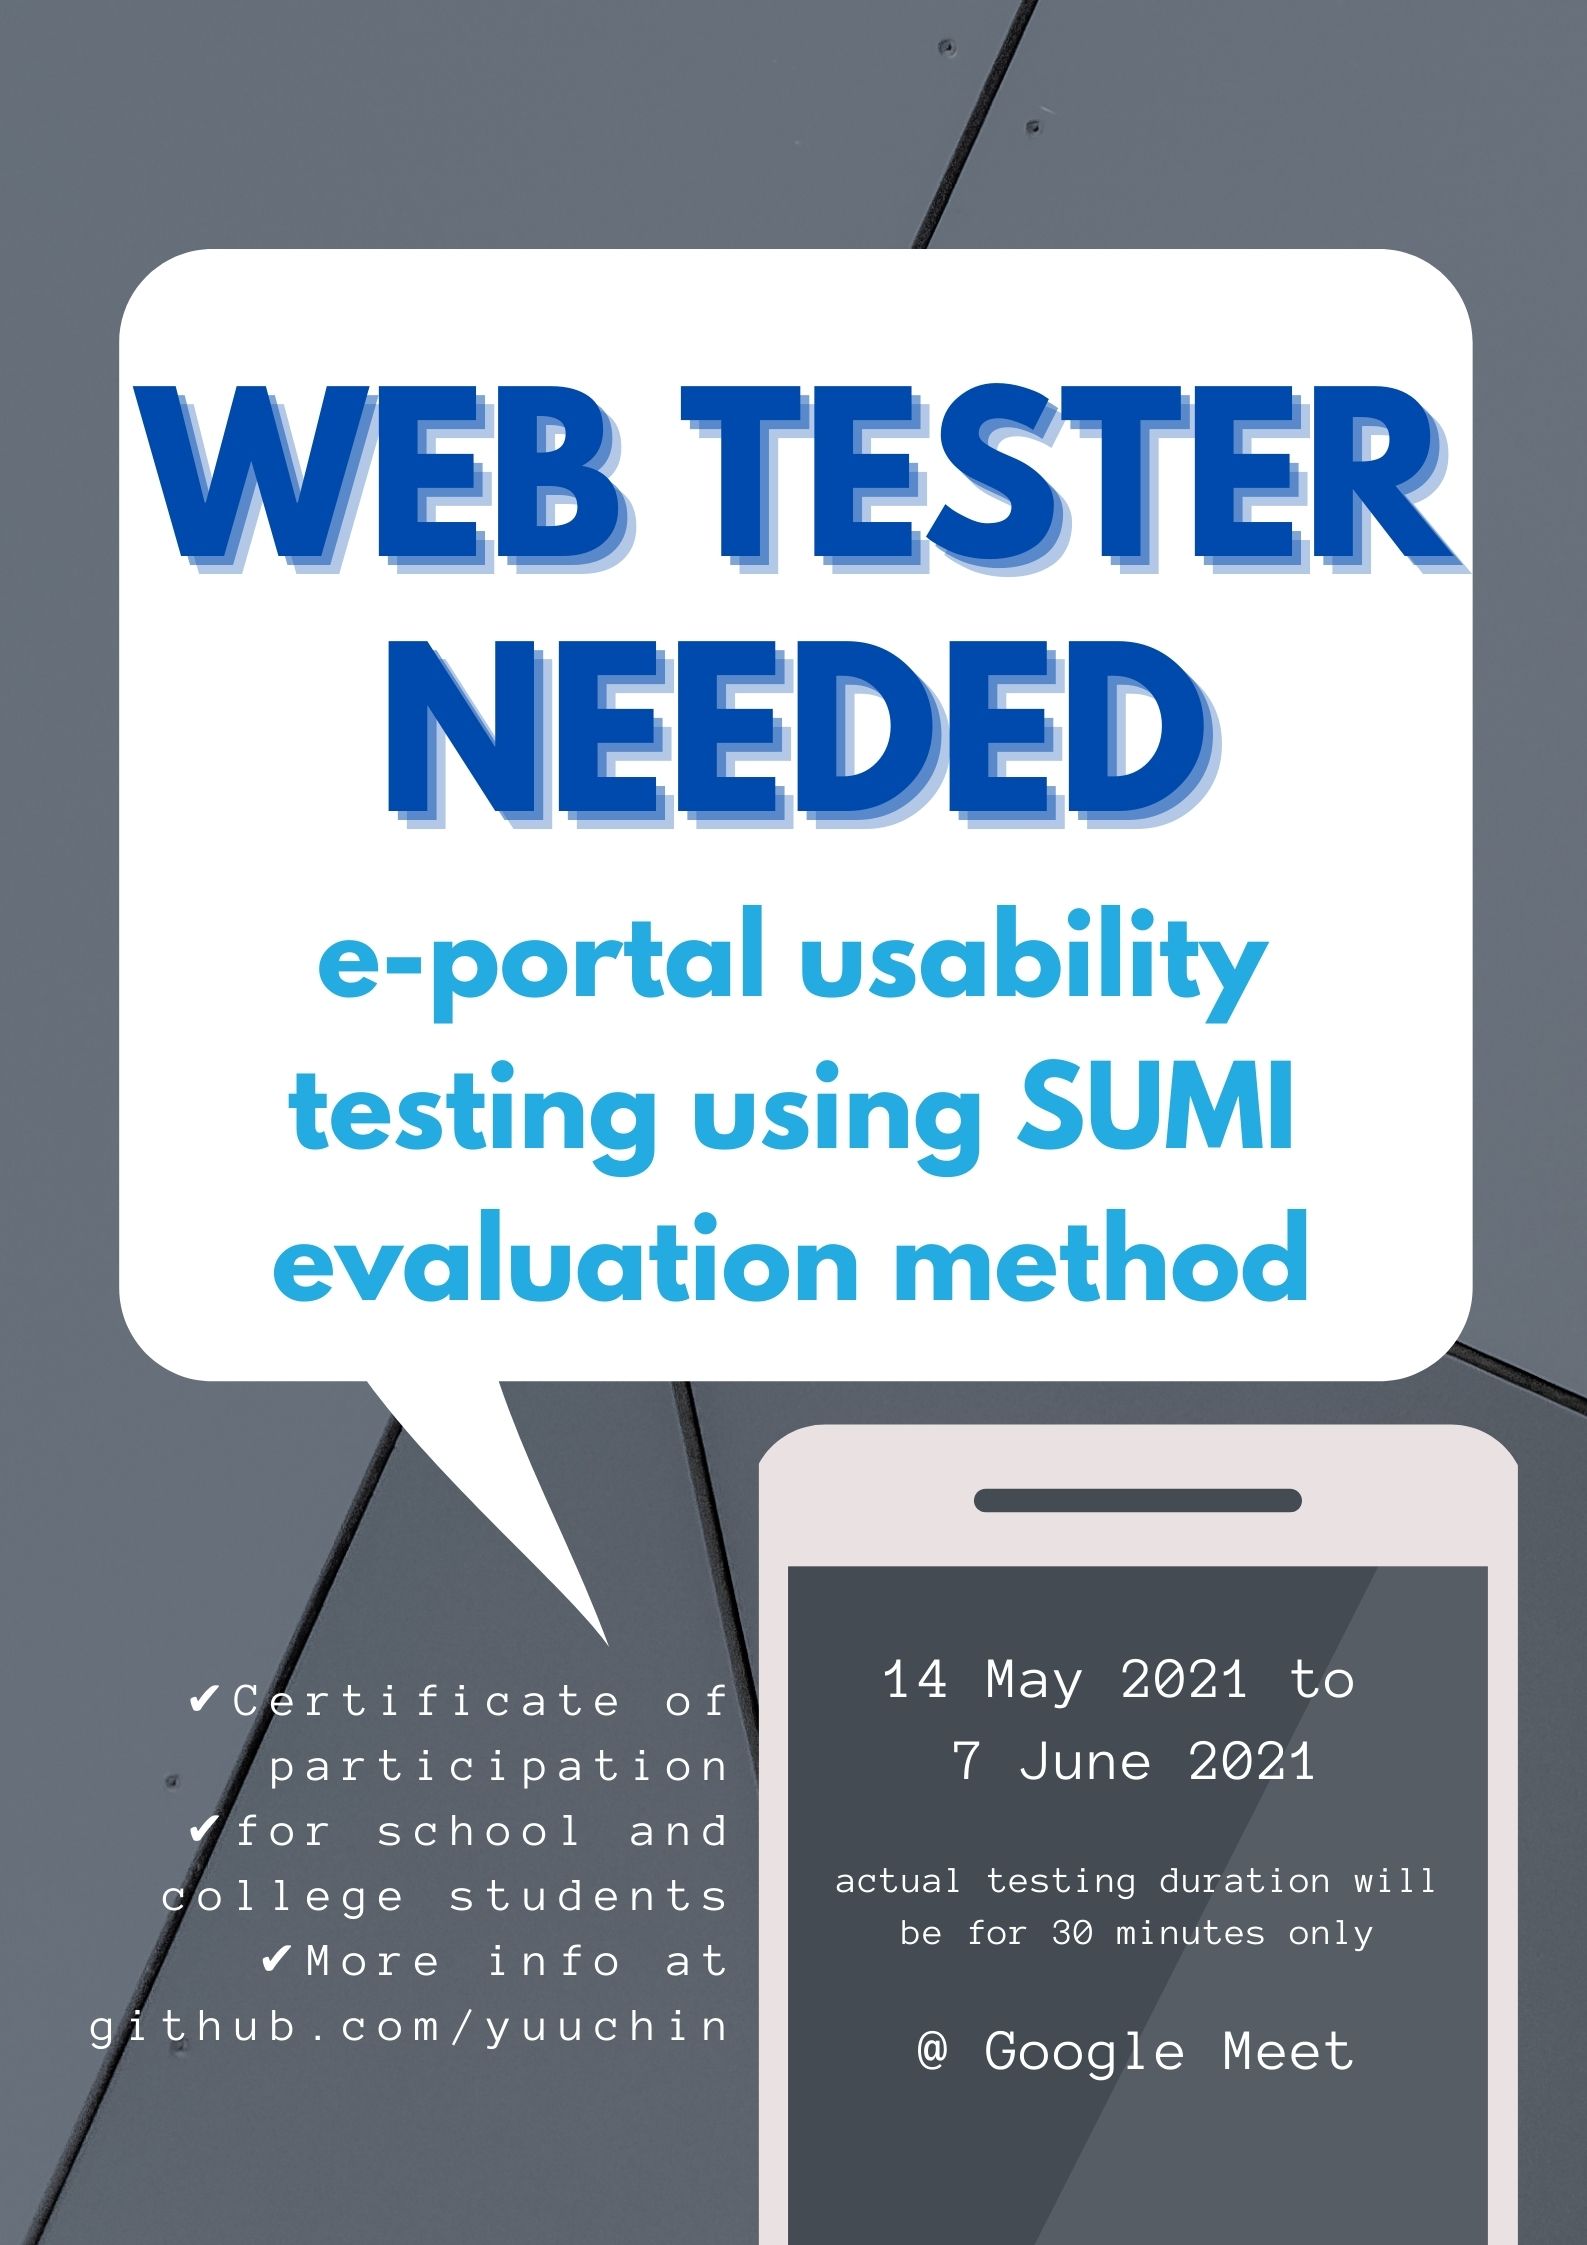 WEB TESTER
NEEDED
e-portal usability
testing using SUMI
evaluation method
✔Certificate of
participation
✔for school and
college students
✔More info at
github.com/yuuchin
14 May 2021 to
7 June 2021
actual testing duration will
be for 30 minutes only
@ Google Meet